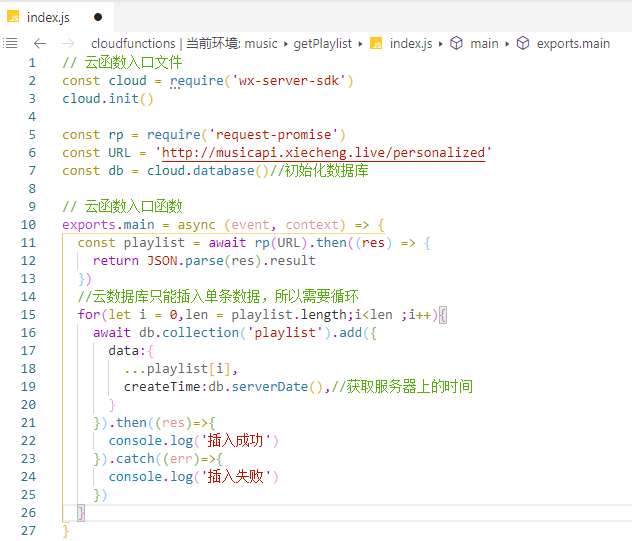 index.js
cloudfunctions | 当前环境: music › getPlaylist › index.js › main › exports.main
1 // 云函数入口文件
2 const cloud = require('wx-server-sdk')
3 cloud.init()
4
5 const rp = require('request-promise')
6 const URL = 'http://musicapi.xiecheng.live/personalized'
7 const db = cloud.database()//初始化数据库
8
9 // 云函数入口函数
10 exports.main = async (event, context) => {
11   const playlist = await rp(URL).then((res) => {
12     return JSON.parse(res).result
13   })
14   //云数据库只能插入单条数据，所以需要循环
15   for(let i = 0,len = playlist.length;i<len ;i++){
16     await db.collection('playlist').add({
17       data:{
18         ...playlist[i],
19         createTime:db.serverDate(),//获取服务器上的时间
20       }
21     }).then((res)=>{
22       console.log('插入成功')
23     }).catch((err)=>{
24       console.log('插入失败')
25     })
26   }
27 }